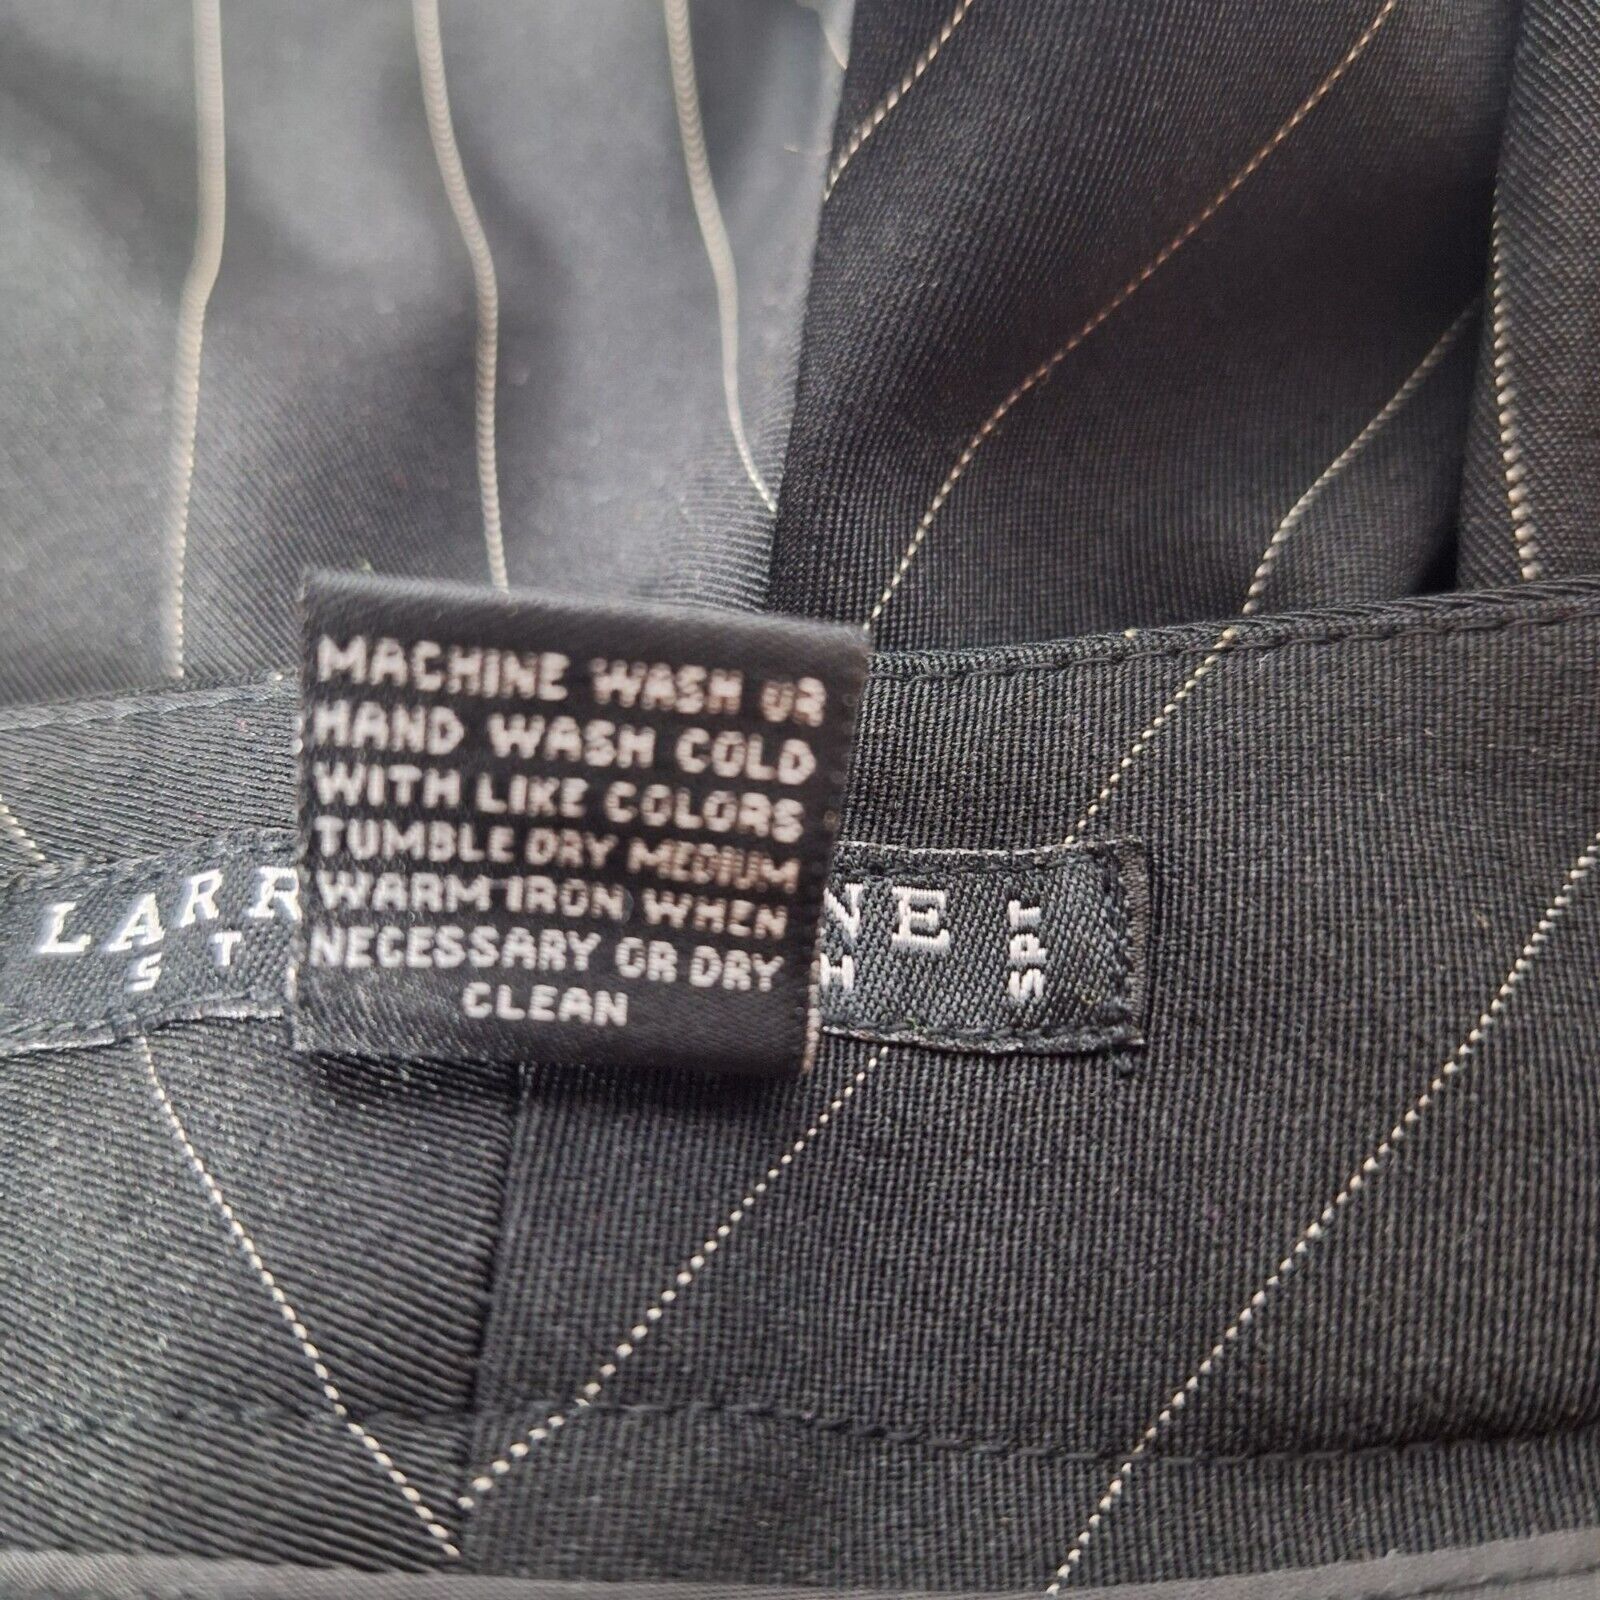 MACHINE WASH OR
HAND WASH COLD
WITH LIKE COLORS
TUMBLE DRY MEDIUM
WARM IRON WHEN
NECESSARY OR DRY
CLEAN
LARR NE
ST H
SPT